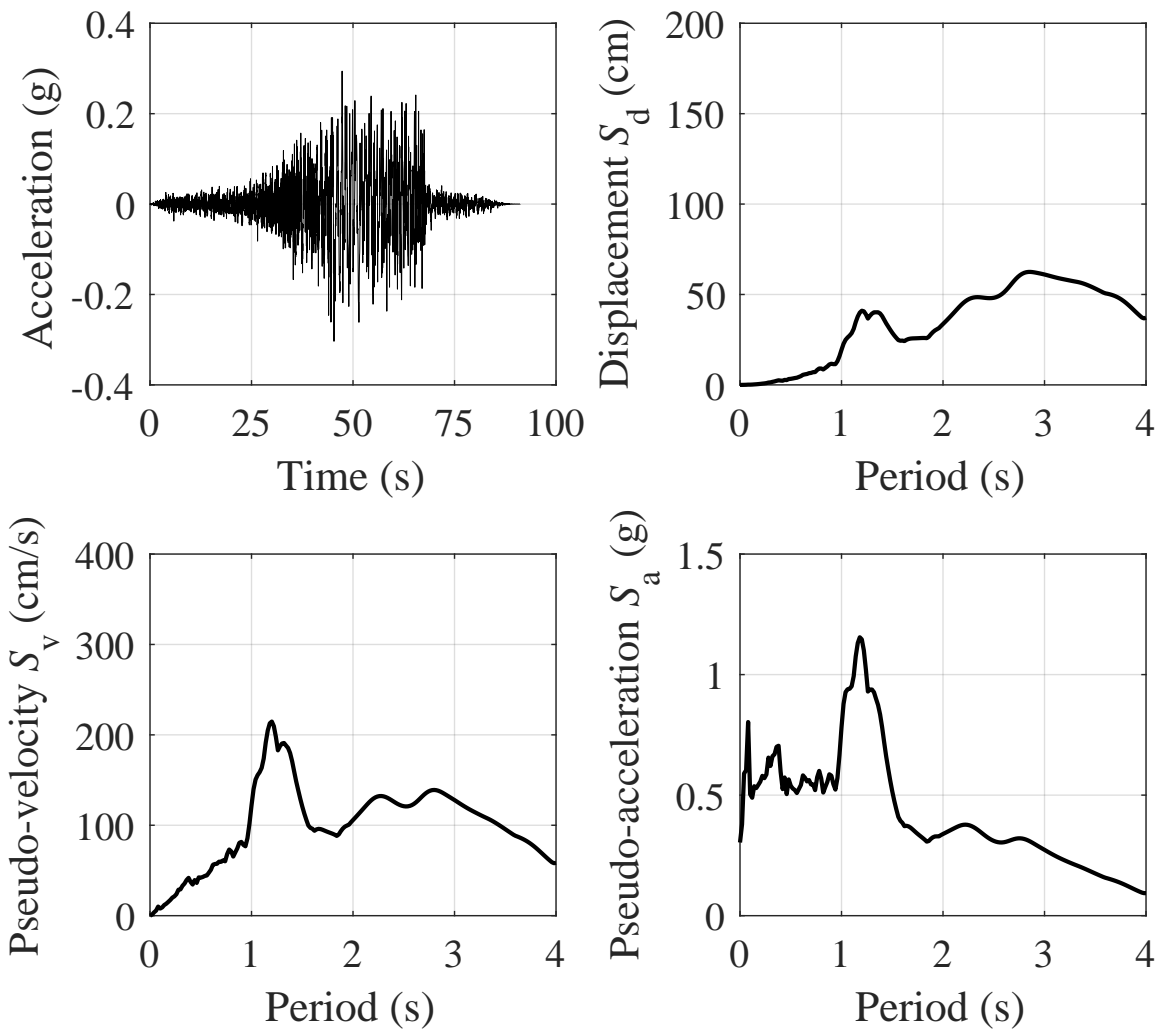 Acceleration (g)
0.4
0.2
0
-0.2
-0.4
0 25 50 75 100
Time (s)
Displacement Sd (cm)
200
150
100
50
0
0 1 2 3 4
Period (s)
Pseudo-velocity Sv (cm/s)
400
300
200
100
0
0 1 2 3 4
Period (s)
Pseudo-acceleration Sa (g)
1.5
1
0.5
0
0 1 2 3 4
Period (s)